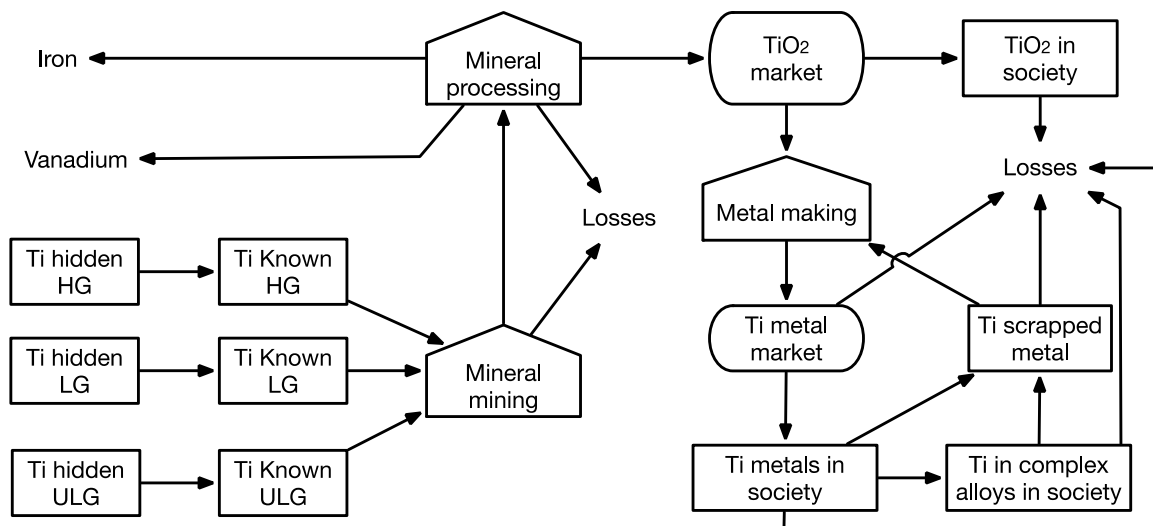 Iron
Mineral
processing
TiO2
market
TiO2 in
society
Vanadium
Losses
Metal making
Losses
Ti hidden
HG
Ti Known
HG
Ti hidden
LG
Ti Known
LG
Mineral
mining
Ti metal
market
Ti scrapped
metal
Ti hidden
ULG
Ti Known
ULG
Ti metals in
society
Ti in complex
alloys in society